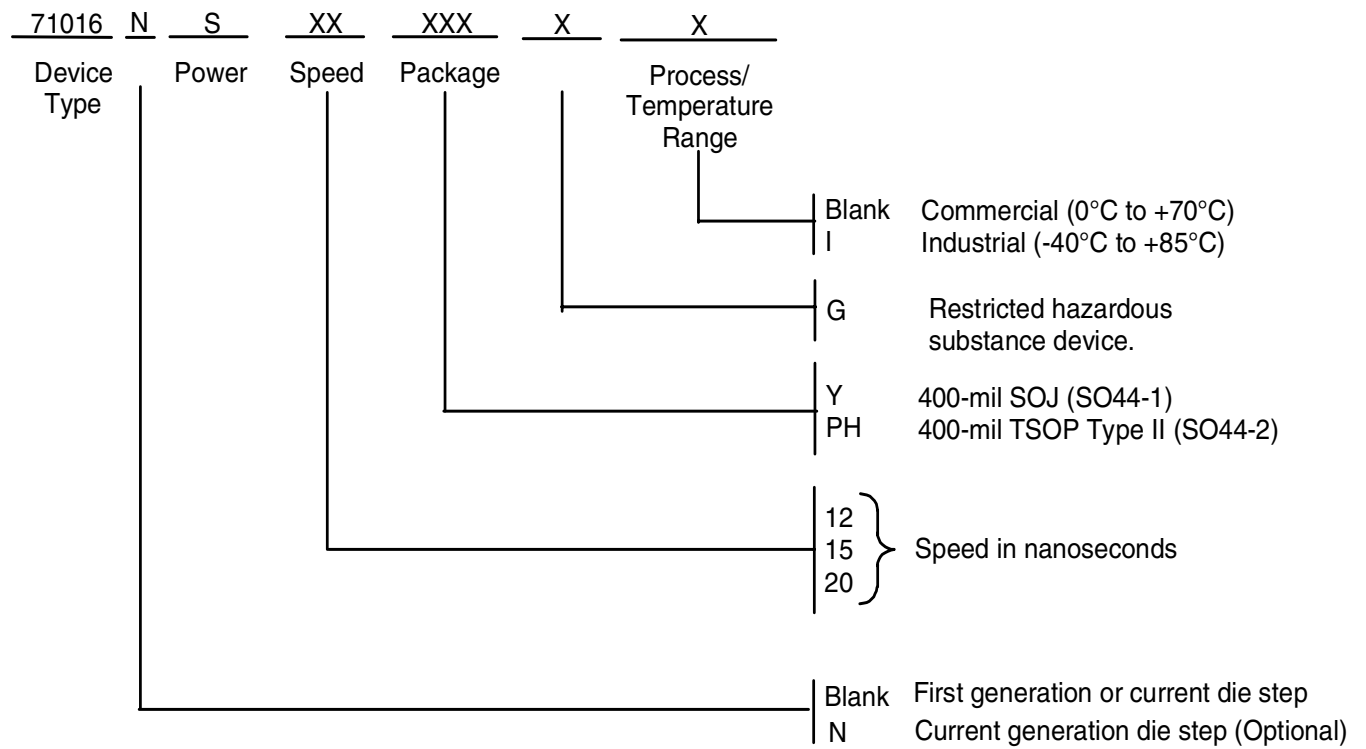 71016 N S XX XXX X X
Device Type
Power
Speed
Package
Process/
Temperature
Range
Blank Commercial (0°C to +70°C)
I Industrial (-40°C to +85°C)
G Restricted hazardous
substance device.
Y 400-mil SOJ (SO44-1)
PH 400-mil TSOP Type II (SO44-2)
12
15 Speed in nanoseconds
20
Blank First generation or current die step
N Current generation die step (Optional)